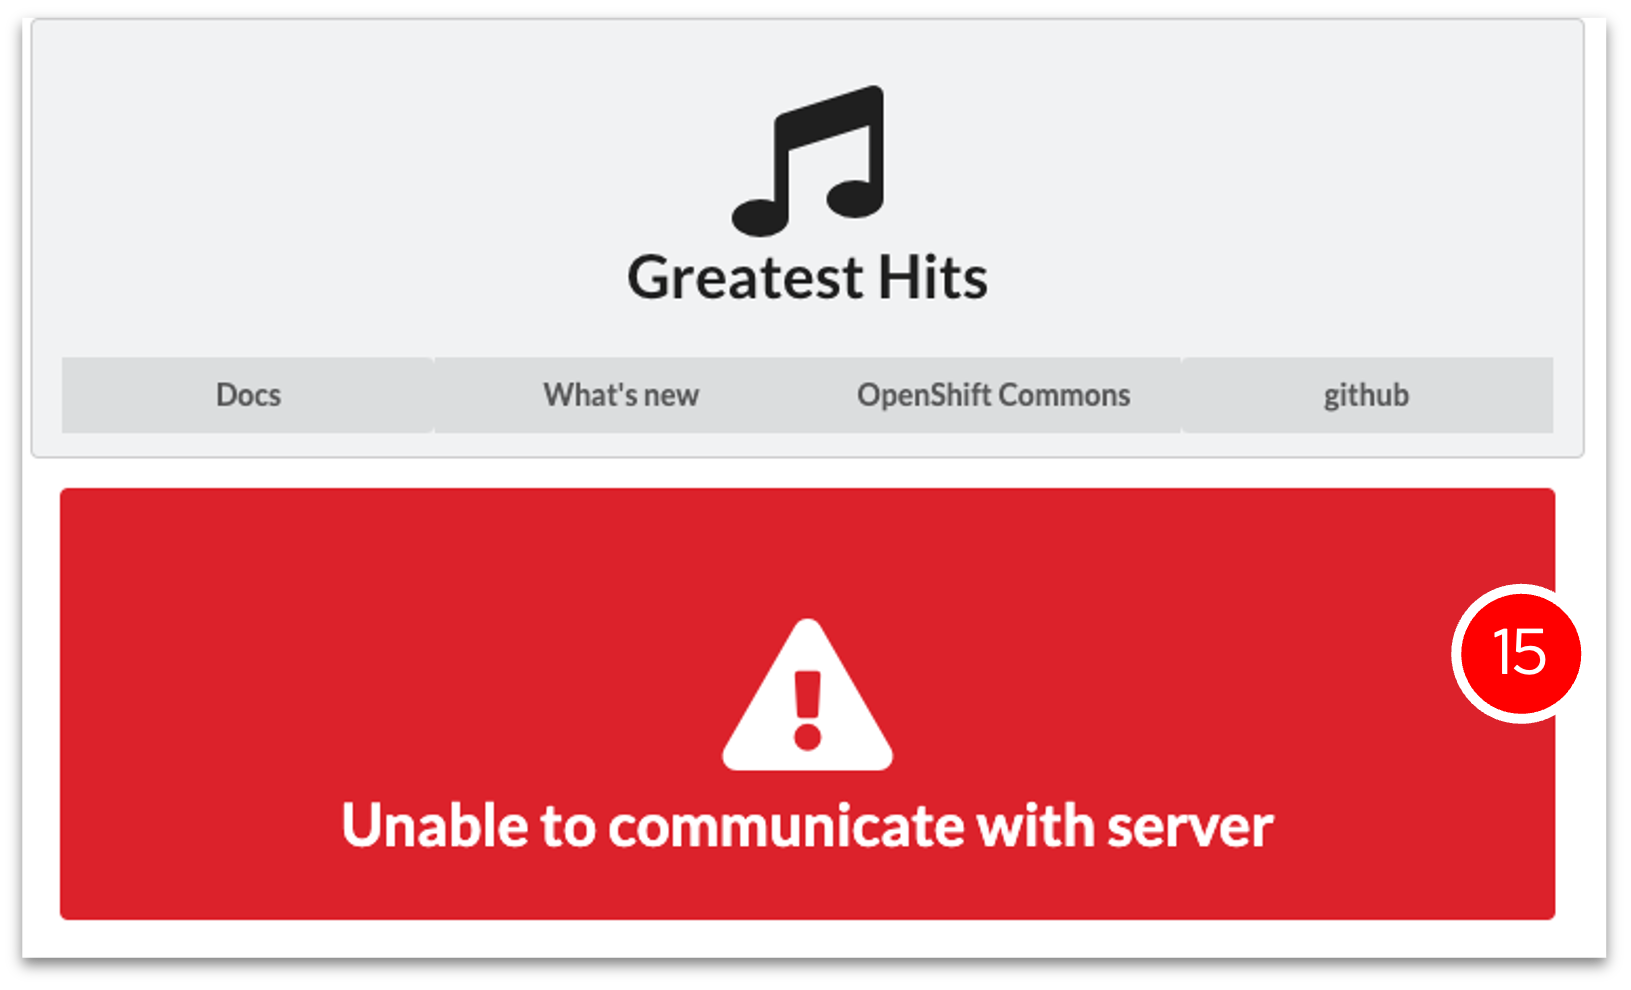 Greatest Hits
Docs What's new OpenShift Commons github
15
Unable to communicate with server